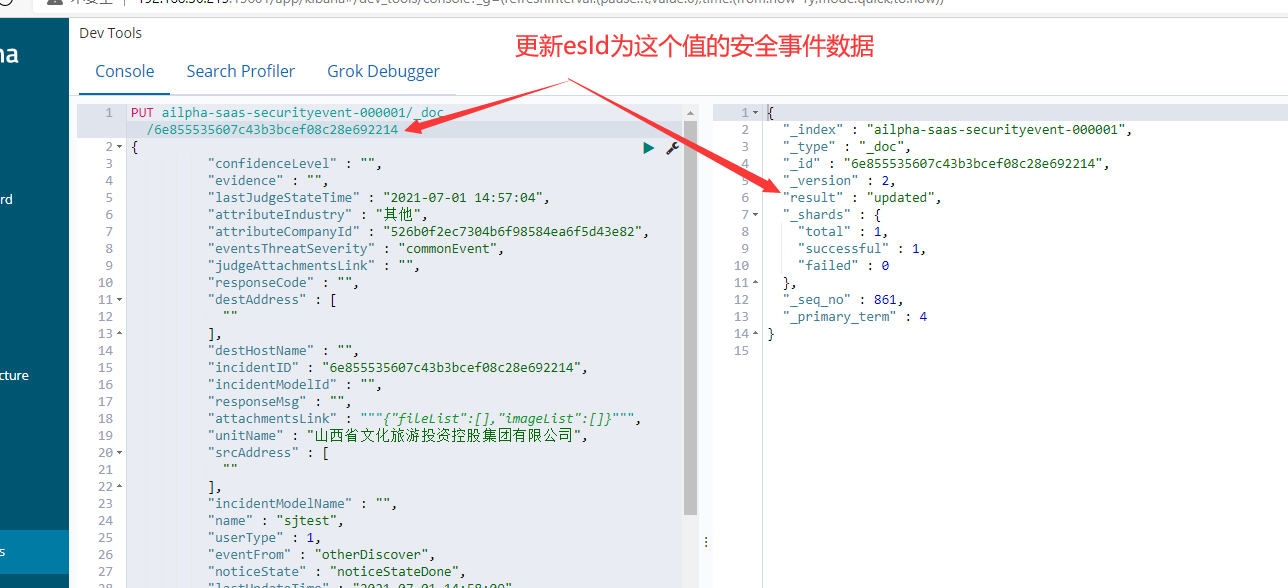 不安全
192.168.30.219:15601/app/kibana#/dev_tools/console?_g=(refreshInterval:(pause:!t,value:0),time:(from:now-1y,mode:quick,to:now))
na
Dev Tools
Console Search Profiler Grok Debugger
更新esId为这个值的安全事件数据
rd
cture
s
1 PUT ailpha-saas-securityevent-000001/_doc
/6e855535607c43b3bcef08c28e692214
2 {
3 "confidenceLevel" : "",
4 "evidence" : "",
5 "lastJudgeStateTime" : "2021-07-01 14:57:04",
6 "attributeIndustry" : "其他",
7 "attributeCompanyId" : "526b0f2ec7304b6f98584ea6f5d43e82",
8 "eventsThreatSeverity" : "commonEvent",
9 "judgeAttachmentsLink" : "",
10 "responseCode" : "",
11 "destAddress" : [
12 ""
13 ],
14 "destHostName" : "",
15 "incidentID" : "6e855535607c43b3bcef08c28e692214",
16 "incidentModelId" : "",
17 "responseMsg" : "",
18 "attachmentsLink" : """{"fileList":[],"imageList":[]}""",
19 "unitName" : "山西省文化旅游投资控股集团有限公司",
20 "srcAddress" : [
21 ""
22 ],
23 "incidentModelName" : "",
24 "name" : "sjtest",
25 "userType" : 1,
26 "eventFrom" : "otherDiscover",
27 "noticeState" : "noticeStateDone",
28 "lastUpdateTime" : "2021-07-01 14:58:09",
1 {
2 "_index" : "ailpha-saas-securityevent-000001",
3 "_type" : "_doc",
4 "_id" : "6e855535607c43b3bcef08c28e692214",
5 "_version" : 2,
6 "result" : "updated",
7 "_shards" : {
8 "total" : 1,
9 "successful" : 1,
10 "failed" : 0
11 },
12 "_seq_no" : 861,
13 "_primary_term" : 4
14 }
15